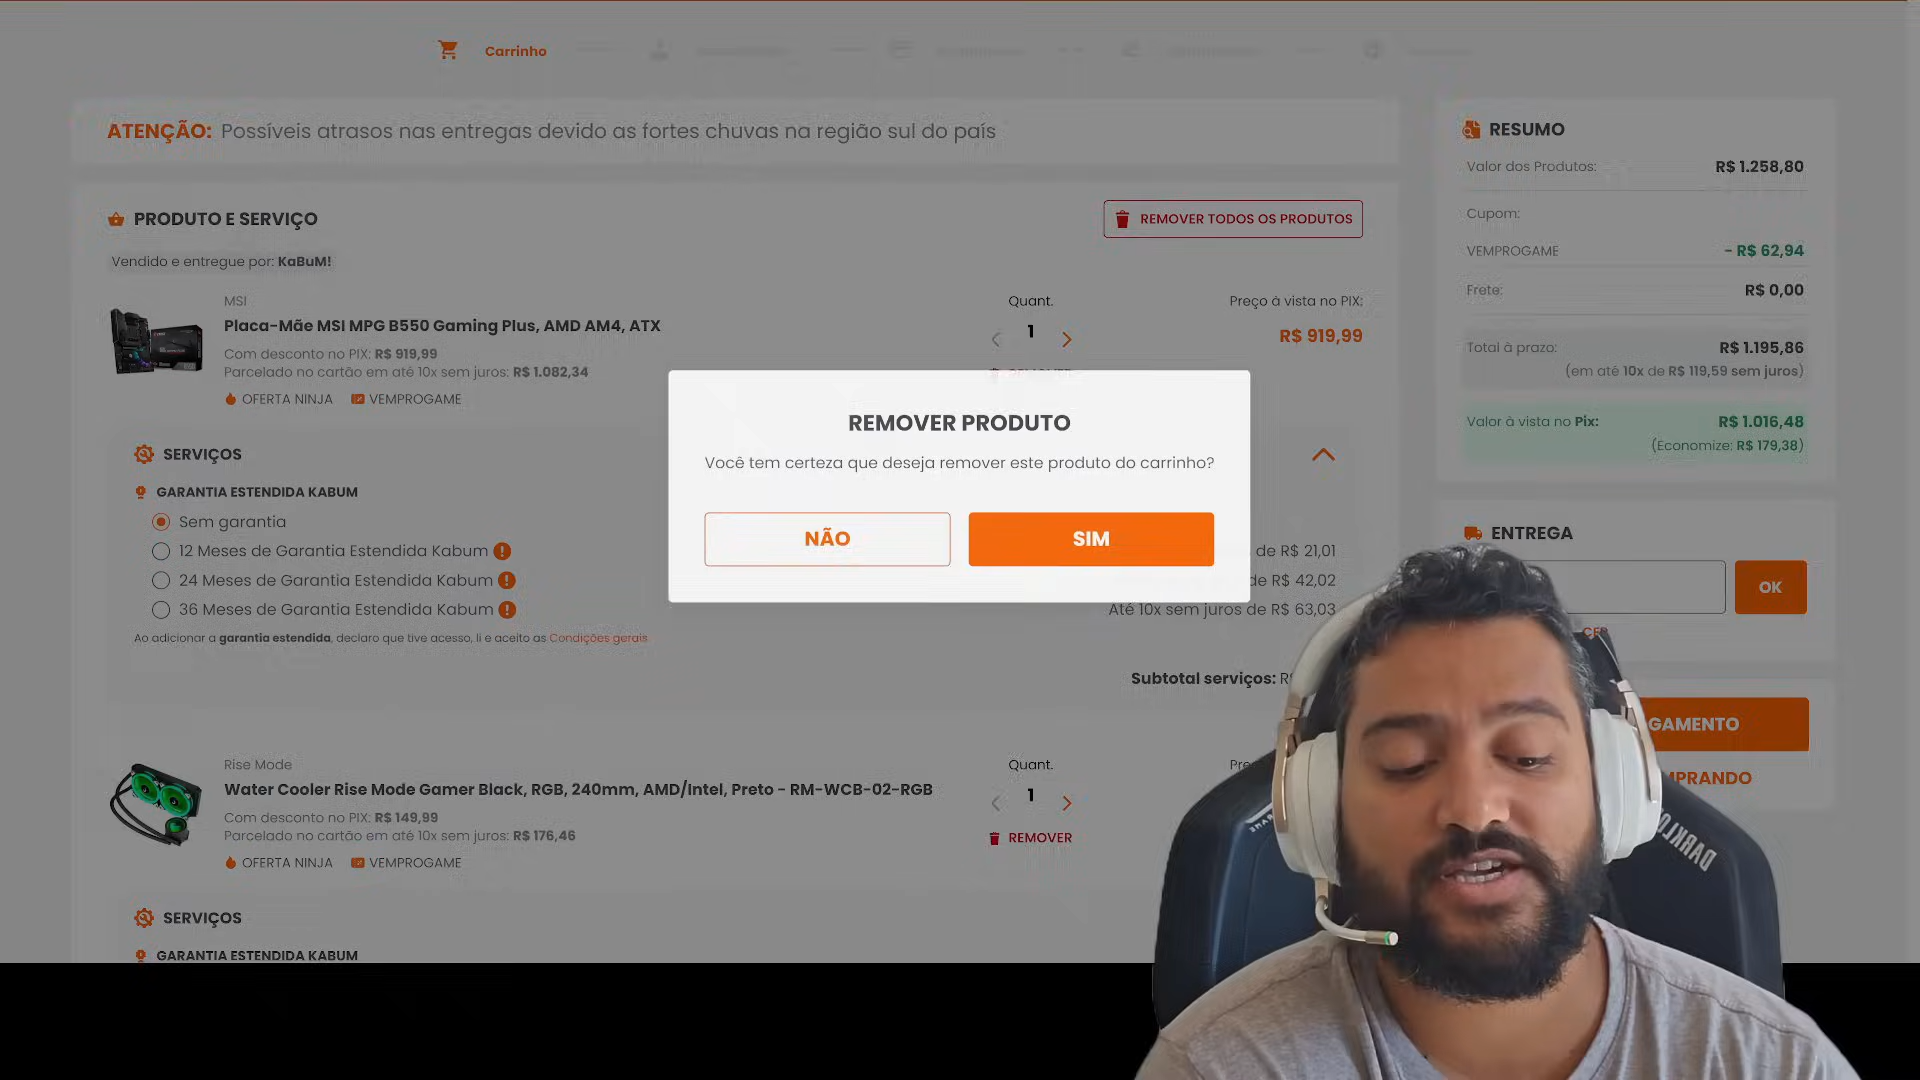 Carrinho
ATENÇÃO: Possíveis atrasos nas entregas devido as fortes chuvas na região sul do país
PRODUTO E SERVIÇO
REMOVER TODOS OS PRODUTOS
Vendido e entregue por: KaBuM!
MSI
Placa-Mãe MSI MPG B550 Gaming Plus, AMD AM4, ATX
Com desconto no PIX: R$ 919,99
Parcelado no cartão em até 10x sem juros: R$ 1.082,34
OFERTA NINJA VEMPROGAME
Quant.
1
Preço à vista no PIX:
R$ 919,99
REMOVER PRODUTO
Você tem certeza que deseja remover este produto do carrinho?
NÃO
SIM
SERVIÇOS
GARANTIA ESTENDIDA KABUM
Sem garantia
12 Meses de Garantia Estendida Kabum
de R$ 21,01
24 Meses de Garantia Estendida Kabum
de R$ 42,02
36 Meses de Garantia Estendida Kabum
Até 10x sem juros de R$ 63,03
Ao adicionar a garantia estendida, declaro que tive acesso, li e aceito as Condições gerais
Subtotal serviços:
Rise Mode
Water Cooler Rise Mode Gamer Black, RGB, 240mm, AMD/Intel, Preto - RM-WCB-02-RGB
Com desconto no PIX: R$ 149,99
Parcelado no cartão em até 10x sem juros: R$ 176,46
OFERTA NINJA VEMPROGAME
Quant.
1
REMOVER
SERVIÇOS
GARANTIA ESTENDIDA KABUM
RESUMO
Valor dos Produtos: R$ 1.258,80
Cupom:
VEMPROGAME - R$ 62,94
Frete: R$ 0,00
Total à prazo: R$ 1.195,86
(em até 10x de R$ 119,59 sem juros)
Valor à vista no Pix: R$ 1.016,48
(Economize: R$ 179,38)
ENTREGA
OK
GAMENTO
MPRANDO